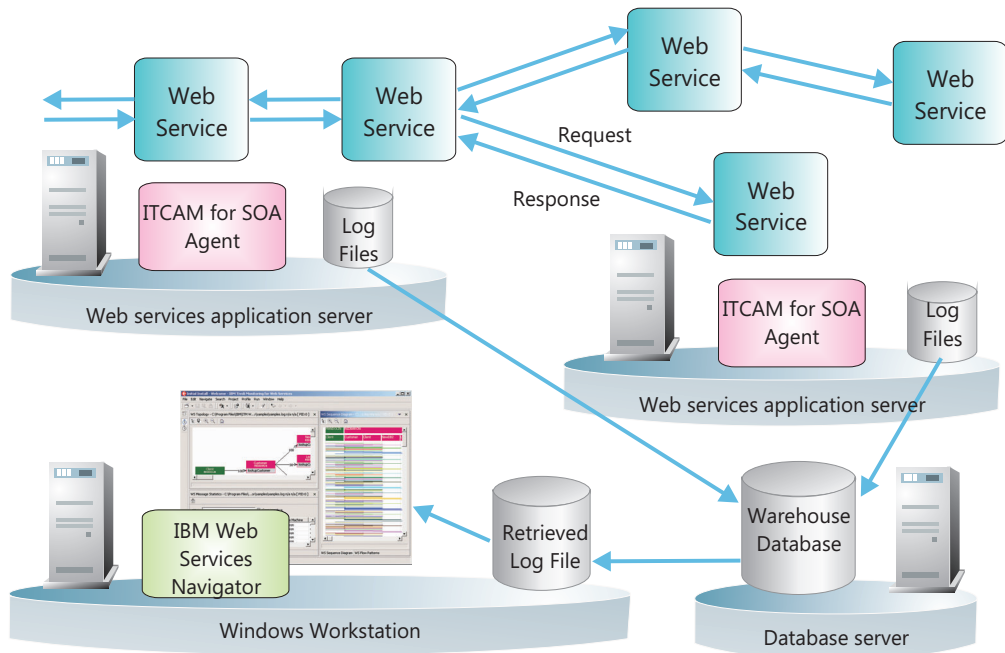 Web
Service
Web
Service
Web
Service
Web
Service
Request
Response
Web
Service
ITCAM for SOA
Agent
Log
Files
Web services application server
ITCAM for SOA
Agent
Log
Files
Web services application server
IBM Web
Services
Navigator
Retrieved
Log File
Warehouse
Database
Windows Workstation
Database server